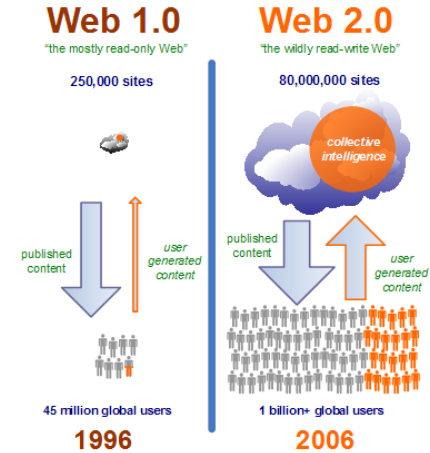 Web 1.0
"the mostly read-only Web"
250,000 sites
published
content
user
generated
content
45 million global users
1996
Web 2.0
"the wildly read-write Web"
80,000,000 sites
collective
intelligence
published
content
user
generated
content
1 billion+ global users
2006